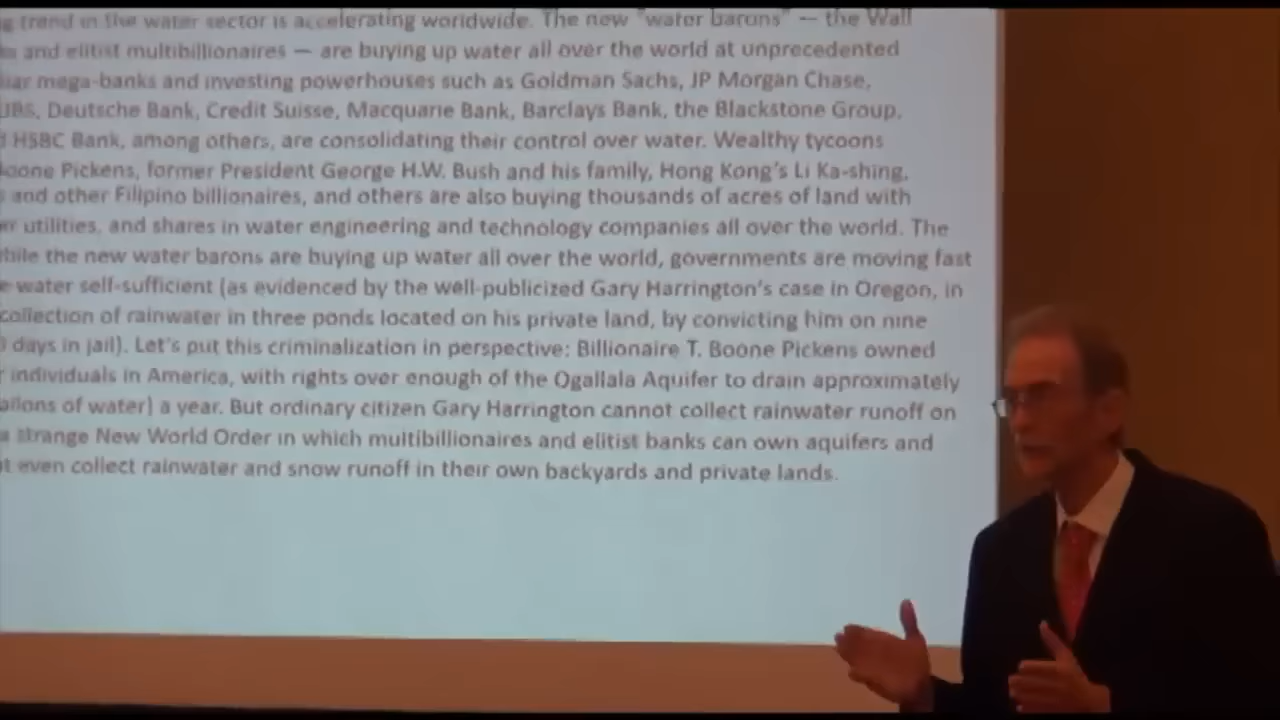 trend in the water sector is accelerating worldwide. The new "water barons" — the Wall
and elitist multibillionaires — are buying up water all over the world at unprecedented
mega-banks and investing powerhouses such as Goldman Sachs, JP Morgan Chase,
UBS, Deutsche Bank, Credit Suisse, Macquarie Bank, Barclays Bank, the Blackstone Group,
HSBC Bank, among others, are consolidating their control over water. Wealthy tycoons
Boone Pickens, former President George H.W. Bush and his family, Hong Kong's Li Ka-shing,
and other Filipino billionaires, and others are also buying thousands of acres of land with
utilities, and shares in water engineering and technology companies all over the world. The
while the new water barons are buying up water all over the world, governments are moving fast
water self-sufficient (as evidenced by the well-publicized Gary Harrington's case in Oregon, in
collection of rainwater in three ponds located on his private land, by convicting him on nine
days in jail). Let's put this criminalization in perspective: Billionaire T. Boone Pickens owned
individuals in America, with rights over enough of the Ogallala Aquifer to drain approximately
of water) a year. But ordinary citizen Gary Harrington cannot collect rainwater runoff on
a strange New World Order in which multibillionaires and elitist banks can own aquifers and
even collect rainwater and snow runoff in their own backyards and private lands.